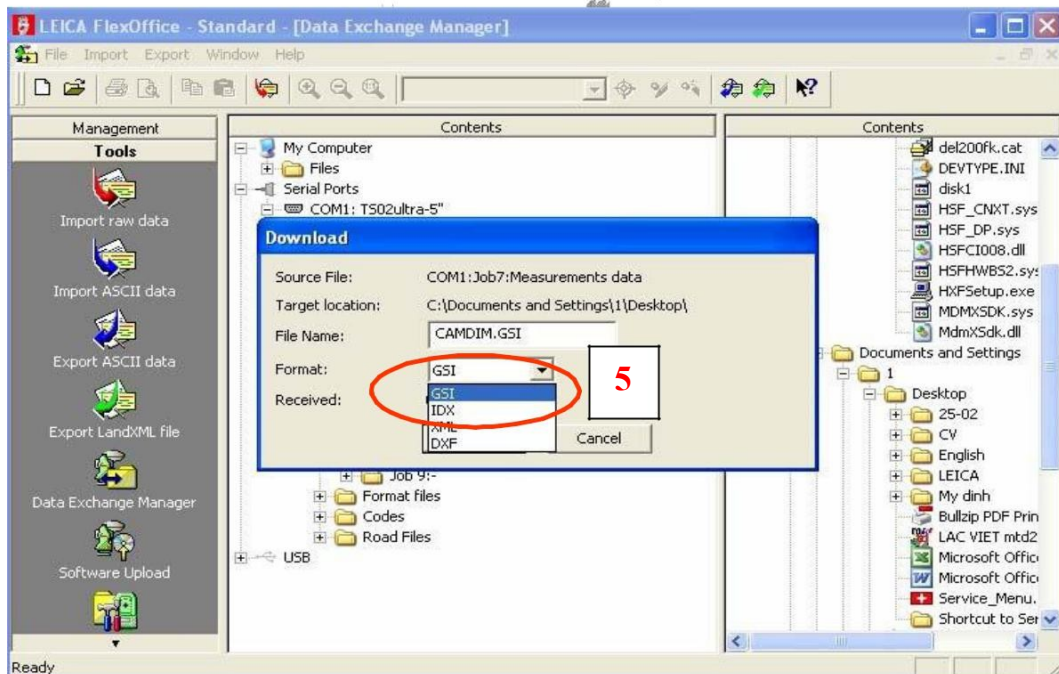 LEICA FlexOffice - Standard - [Data Exchange Manager]
File Import Export Window Help
Management
Tools
Import raw data
Import ASCII data
Export ASCII data
Export LandXML file
Data Exchange Manager
Software Upload
Contents
My Computer
Files
Serial Ports
COM1: TS02ultra-5"
Download
Source File: COM1:Job7:Measurements data
Target location: C:\Documents and Settings\1\Desktop\
File Name: CAMDIM.GSI
Format: GSI
GSI
IDX
XML
DXF
Received:
Cancel
5
Job 9:-
Format files
Codes
Road Files
USB
Contents
del200fk.cat
DEVTYPE.INI
disk1
HSF_CNXT.sys
HSF_DP.sys
HSFCI008.dll
HSFHWBS2.sy
HXFSetup.exe
MDMXSDK.sys
MdmXSdk.dll
Documents and Settings
1
Desktop
25-02
CV
English
LEICA
My dinh
Bullzip PDF Prin
LAC VIET mtd2
Microsoft Offic
Microsoft Offic
Service_Menu.
Shortcut to Ser
Ready